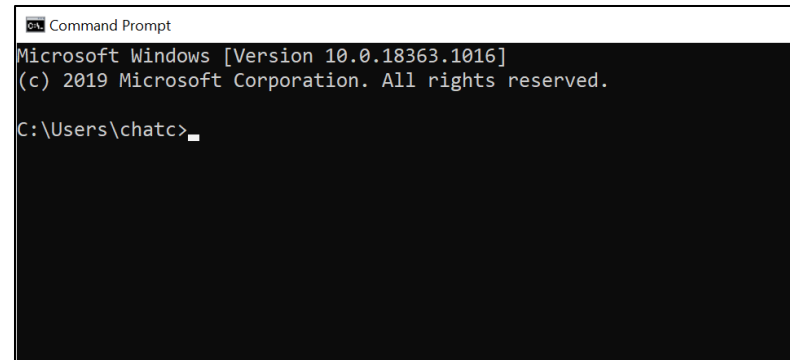 Command Prompt
Microsoft Windows [Version 10.0.18363.1016]
(c) 2019 Microsoft Corporation. All rights reserved.
C:\Users\chatc>